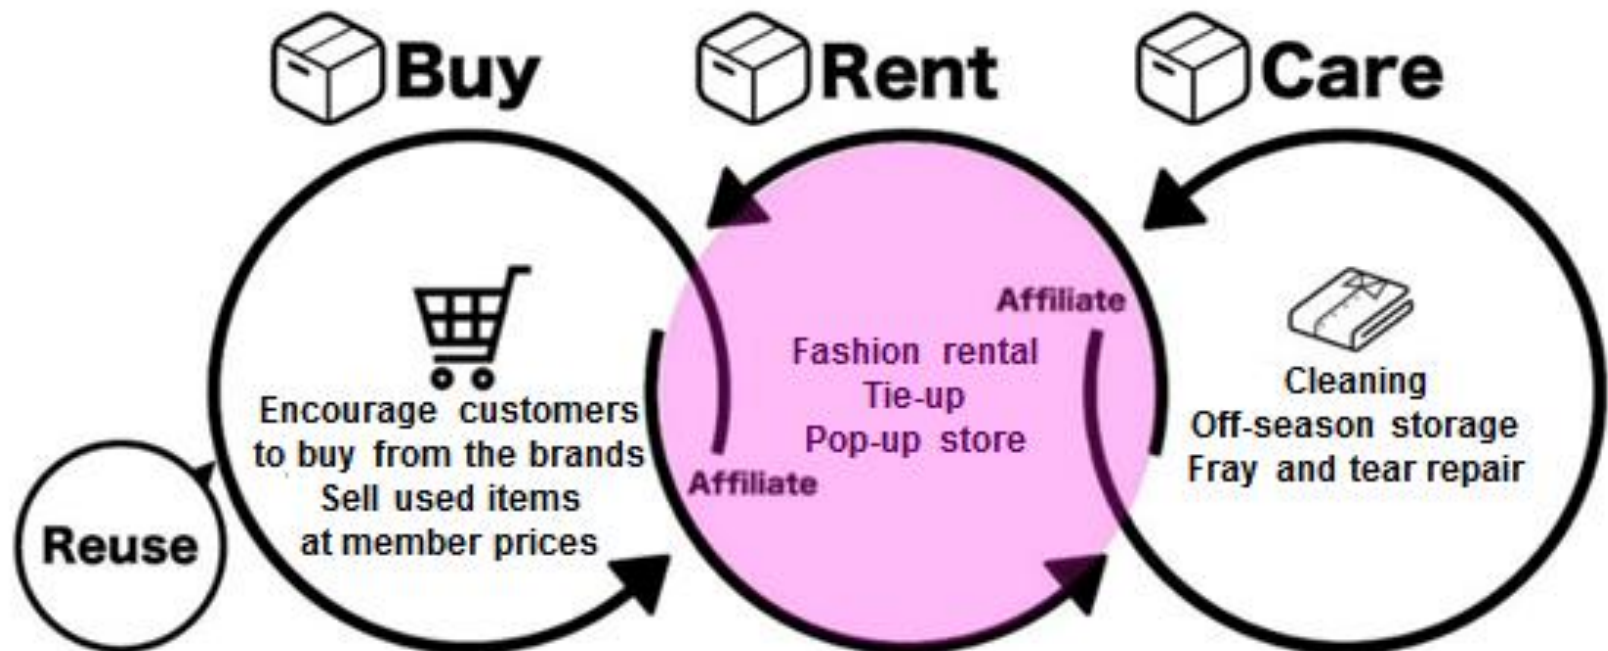 Buy
Rent
Care
Encourage customers
to buy from the brands
Sell used items
at member prices
Affiliate
Affiliate
Fashion rental
Tie-up
Pop-up store
Cleaning
Off-season storage
Fray and tear repair
Reuse